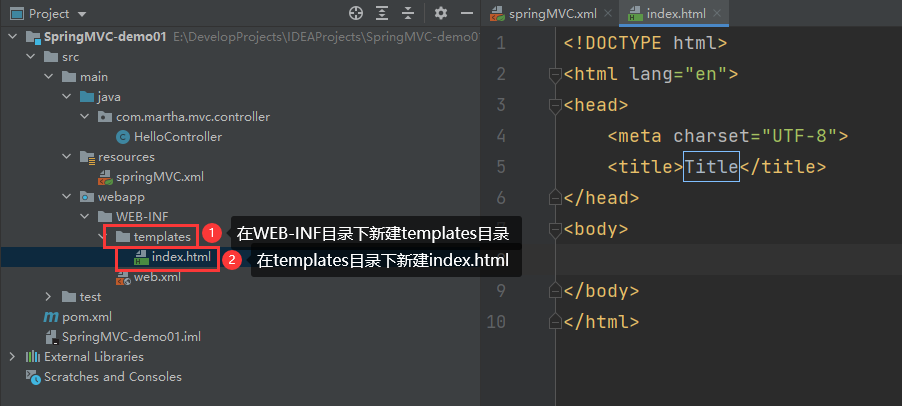 Project
SpringMVC-demo01 E:\DevelopProjects\IDEAProjects\SpringMVC-demo01
src
main
java
com.martha.mvc.controller
HelloController
resources
springMVC.xml
webapp
WEB-INF
templates
1 在WEB-INF目录下新建templates目录
index.html
2 在templates目录下新建index.html
web.xml
test
pom.xml
SpringMVC-demo01.iml
External Libraries
Scratches and Consoles
springMVC.xml index.html
1 <!DOCTYPE html>
2 <html lang="en">
3 <head>
4 <meta charset="UTF-8">
5 <title>Title</title>
6 </head>
7 <body>
9 </body>
10 </html>